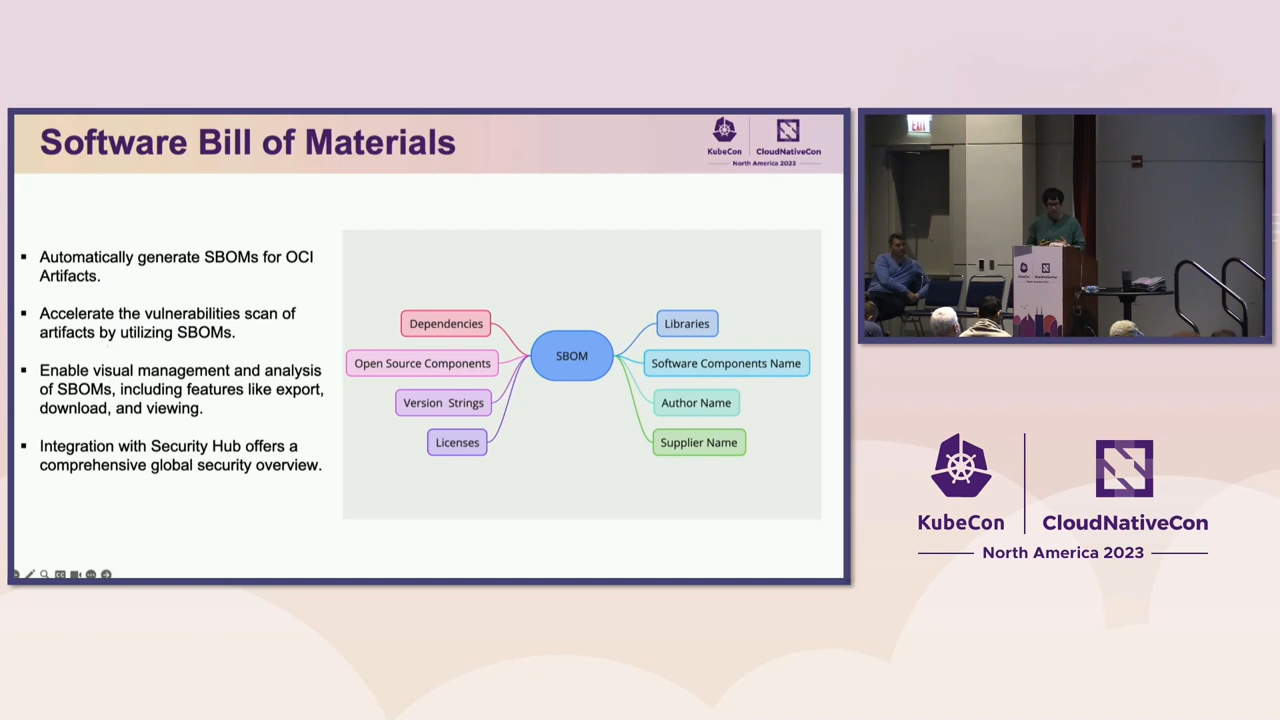 Software Bill of Materials
KubeCon
CloudNativeCon
North America 2023
▪ Automatically generate SBOMs for OCI
Artifacts.
▪ Accelerate the vulnerabilities scan of
artifacts by utilizing SBOMs.
▪ Enable visual management and analysis
of SBOMs, including features like export,
download, and viewing.
▪ Integration with Security Hub offers a
comprehensive global security overview.
Dependencies
Open Source Components
Version Strings
Licenses
SBOM
Libraries
Software Components Name
Author Name
Supplier Name
EXIT
KubeCon
CloudNativeCon
North America 2023